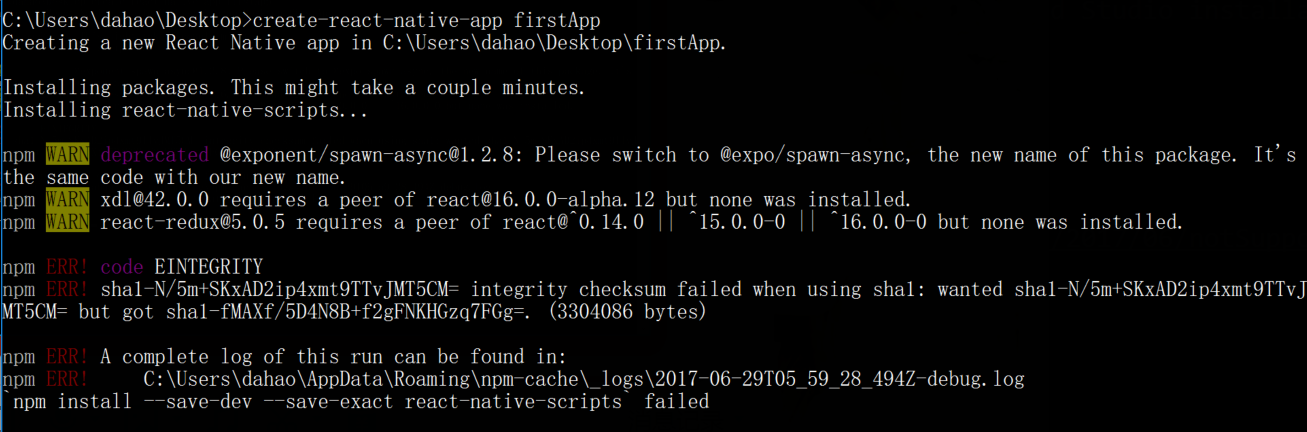 C:\Users\dahao\Desktop>create-react-native-app firstApp
Creating a new React Native app in C:\Users\dahao\Desktop\firstApp.
Installing packages. This might take a couple minutes.
Installing react-native-scripts...
npm WARN deprecated @exponent/spawn-async@1.2.8: Please switch to @expo/spawn-async, the new name of this package. It's
the same code with our new name.
npm WARN xdl@42.0.0 requires a peer of react@16.0.0-alpha.12 but none was installed.
npm WARN react-redux@5.0.5 requires a peer of react@^0.14.0 || ^15.0.0-0 || ^16.0.0-0 but none was installed.
npm ERR! code EINTEGRITY
npm ERR! sha1-N/5m+SKxAD2ip4xmt9TTvJMT5CM= integrity checksum failed when using sha1: wanted sha1-N/5m+SKxAD2ip4xmt9TTvJ
MT5CM= but got sha1-fMAXf/5D4N8B+f2gFNKHGzq7FGg=. (3304086 bytes)
npm ERR! A complete log of this run can be found in:
npm ERR!     C:\Users\dahao\AppData\Roaming\npm-cache\_logs\2017-06-29T05_59_28_494Z-debug.log
`npm install --save-dev --save-exact react-native-scripts` failed